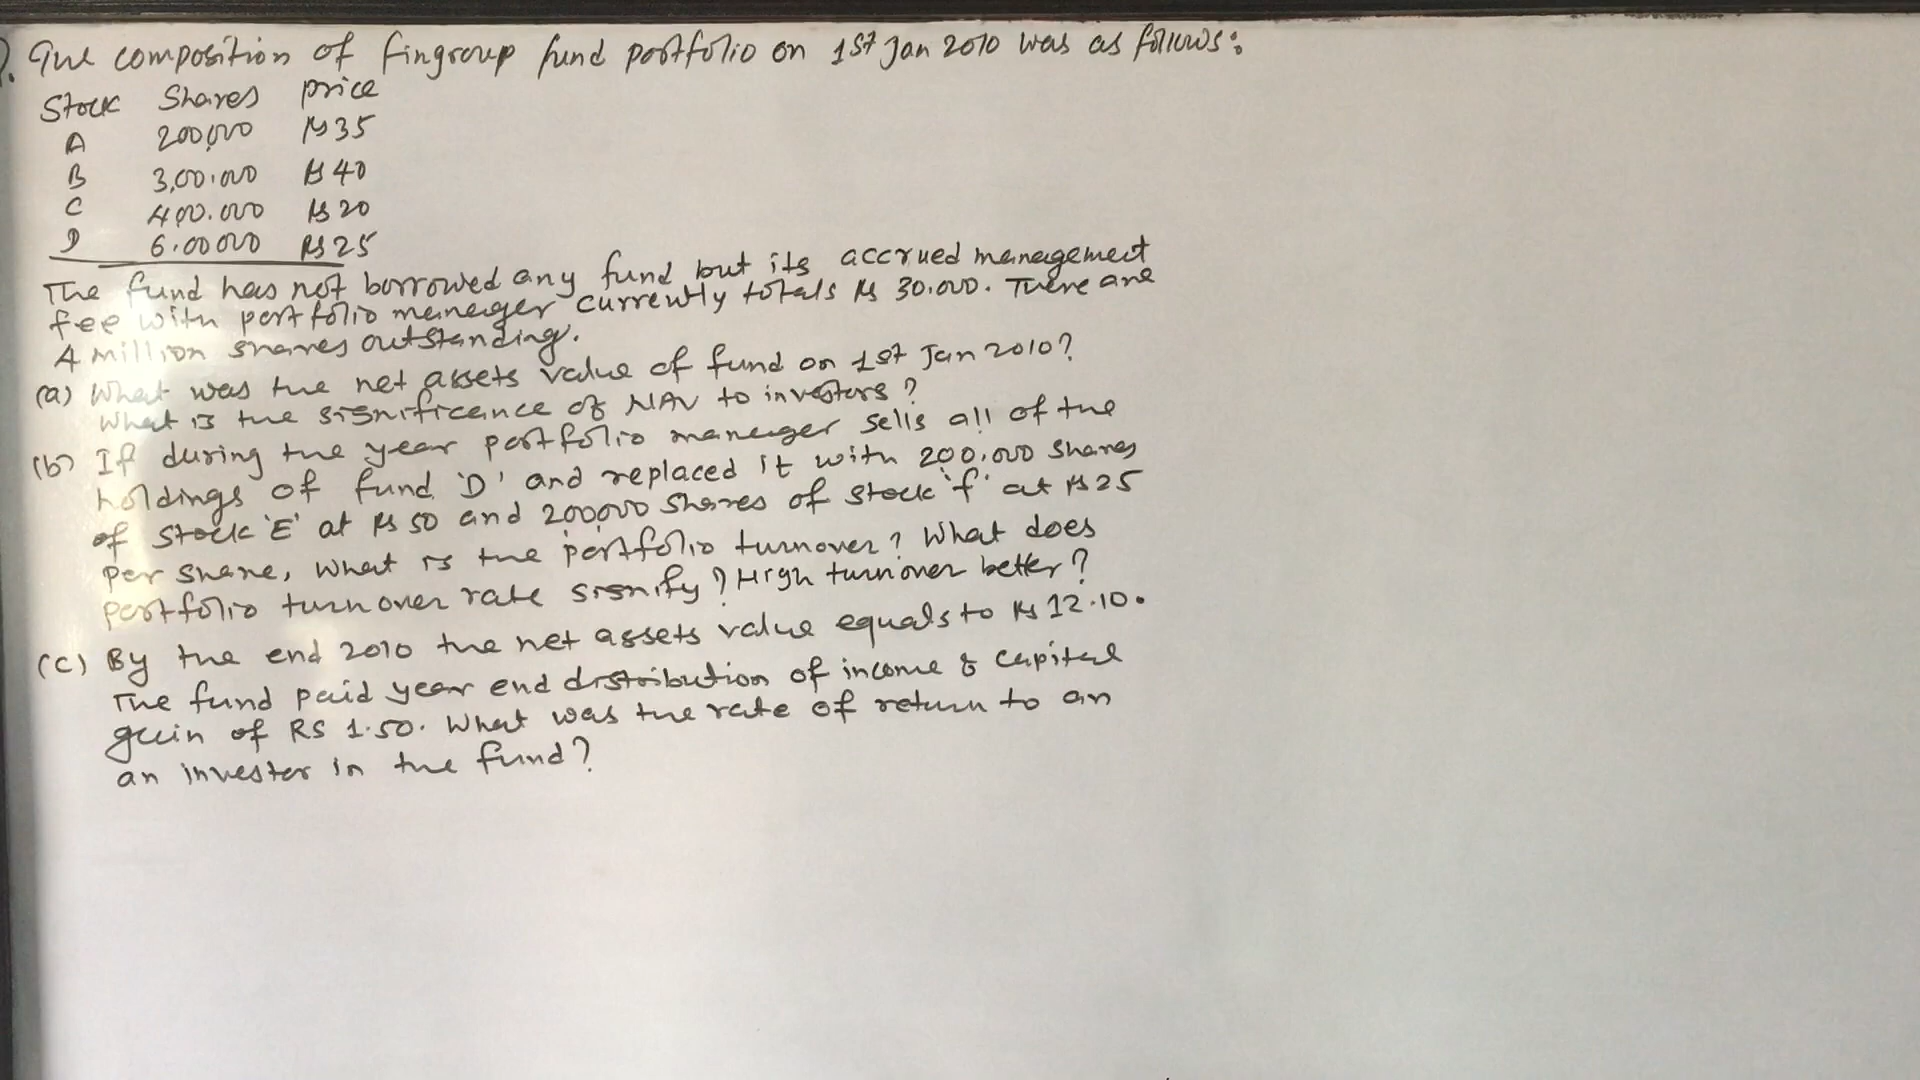 Q. The composition of fingroup fund portfolio on 1st Jan 2010 was as follows:
Stock Shares price
A 200,000 Rs 35
B 3,00,000 Rs 40
C 400,000 Rs 20
D 6,00000 Rs 25
The fund has not borrowed any fund but its accrued management
fee with portfolio manager currently totals Rs 30,000. There are
4 million shares outstanding.
(a) What was the net assets value of fund on 1st Jan 2010?
What is the significance of NAV to investors?
(b) If during the year portfolio manager sells all of the
holdings of fund 'D' and replaced it with 200,000 shares
of stock 'E' at Rs 50 and 200,000 shares of stock 'f' at Rs 25
per share, what is the portfolio turnover? What does
portfolio turnover rate signify? High turnover better?
(c) By the end 2010 the net assets value equals to Rs 12.10.
The fund paid year end distribution of income & capital
gain of RS 1.50. What was the rate of return to an
an investor in the fund?